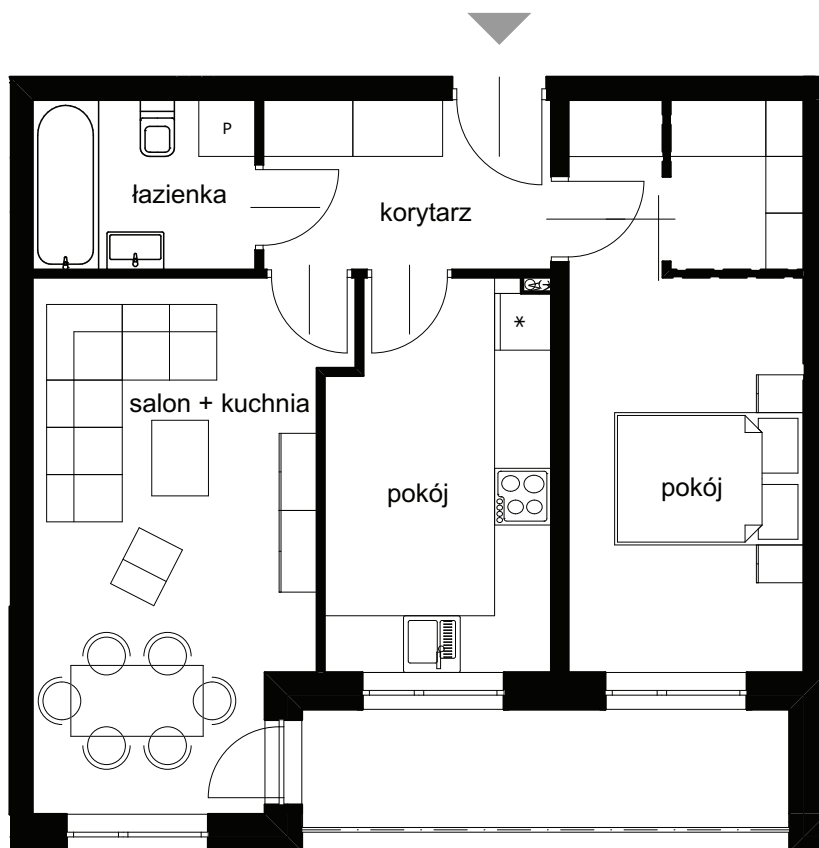 P
łazienka
korytarz
*
salon + kuchnia
pokój
pokój